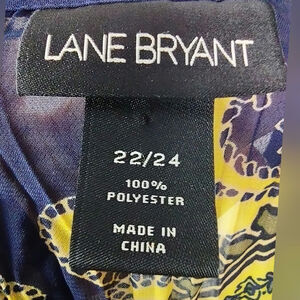 LANE BRYANT
22/24
100%
POLYESTER
MADE IN
CHINA